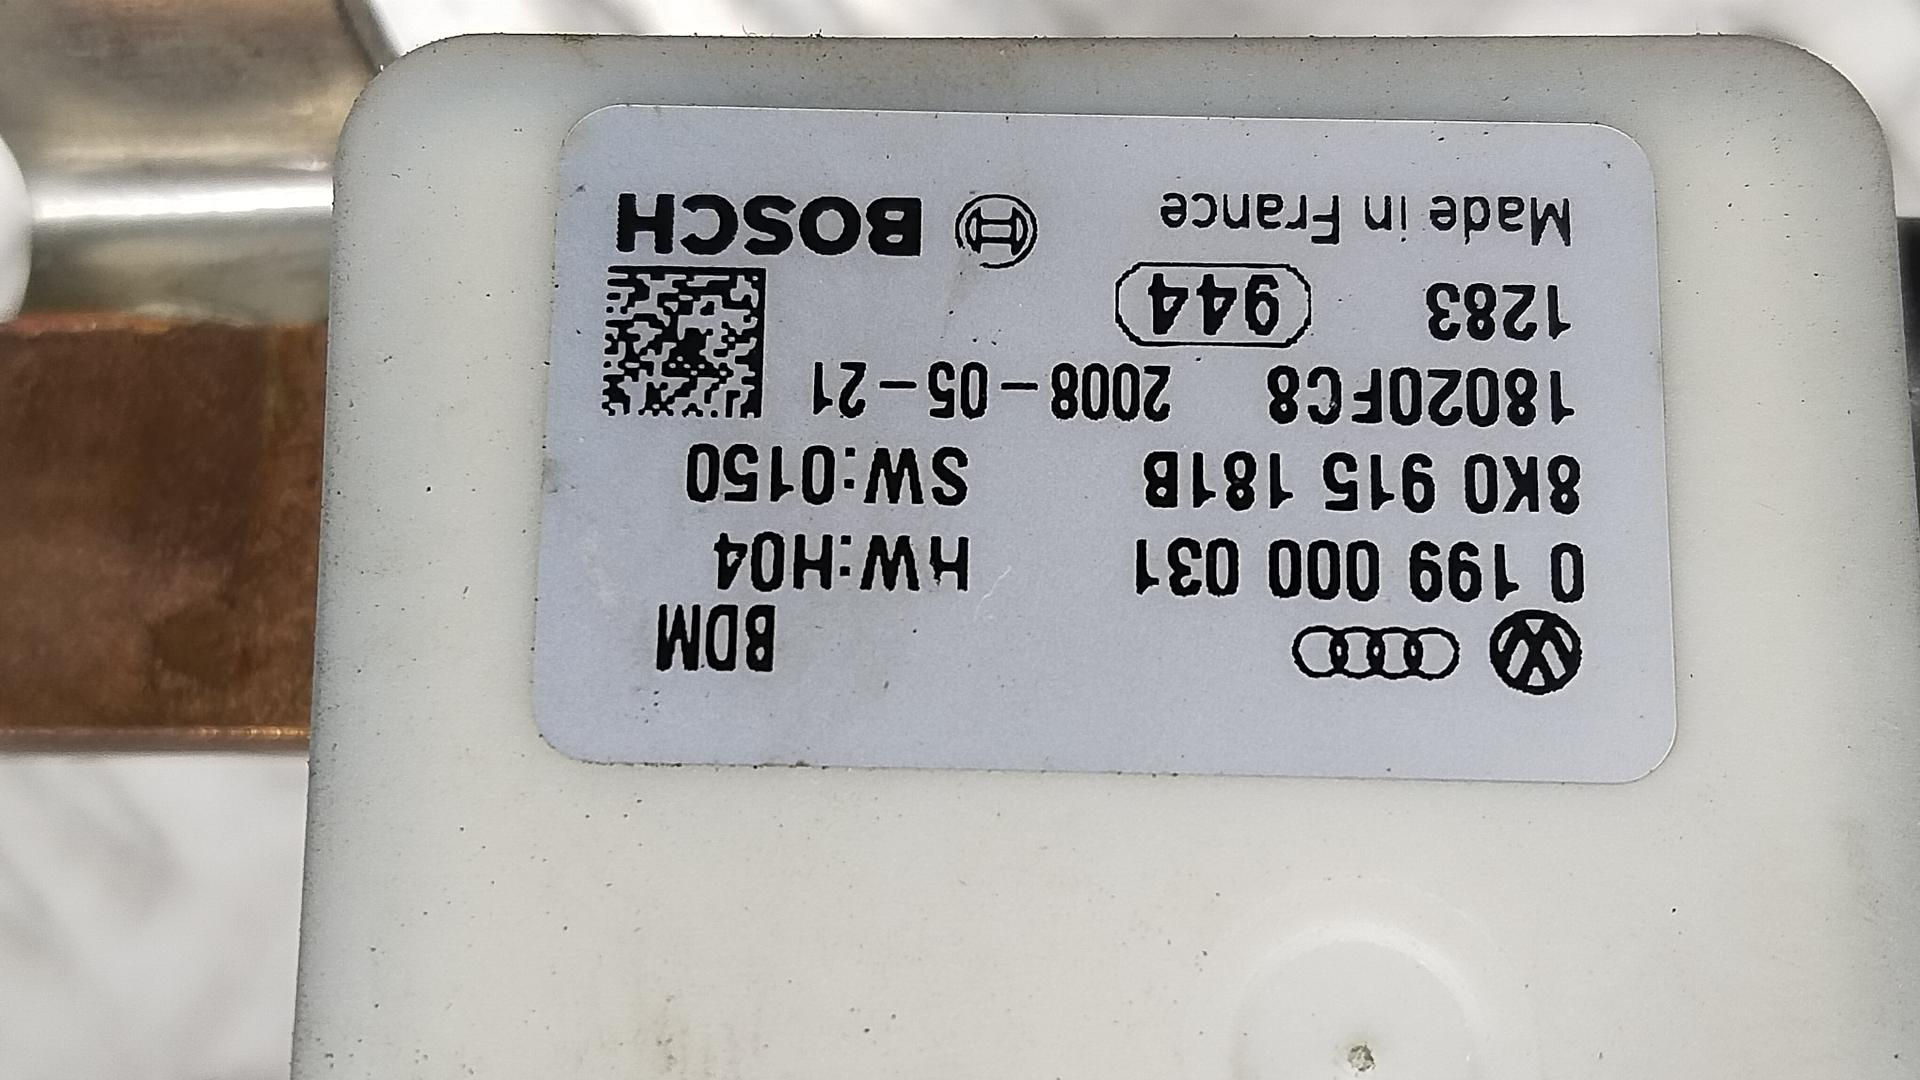 BDM
0 199 000 031 HW:H04
8K0 915 181B SW:0150
18020FC8 2008-05-21
1283 944
Made in France BOSCH